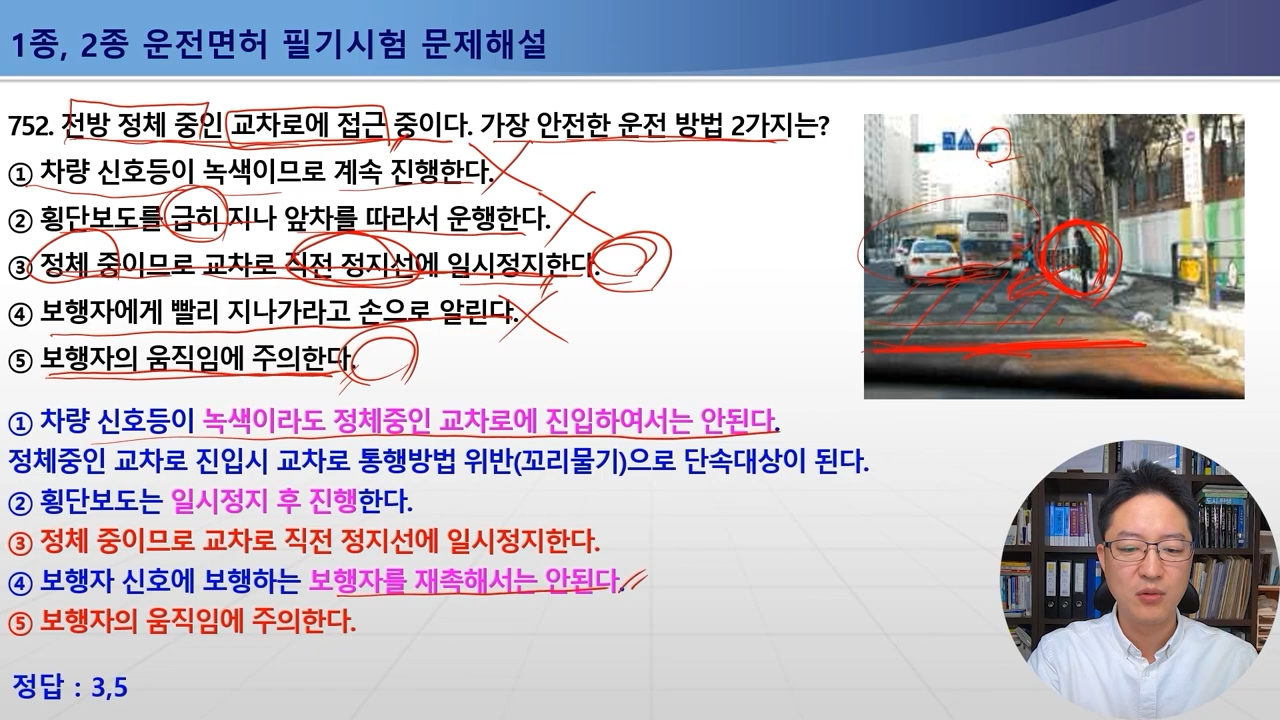 1종, 2종 운전면허 필기시험 문제해설
752. 전방 정체 중인 교차로에 접근 중이다. 가장 안전한 운전 방법 2가지는?
① 차량 신호등이 녹색이므로 계속 진행한다.
② 횡단보도를 급히 지나 앞차를 따라서 운행한다.
③ 정체 중이므로 교차로 직전 정지선에 일시정지한다.
④ 보행자에게 빨리 지나가라고 손으로 알린다.
⑤ 보행자의 움직임에 주의한다.
① 차량 신호등이 녹색이라도 정체중인 교차로에 진입하여서는 안된다.
정체중인 교차로 진입시 교차로 통행방법 위반(꼬리물기)으로 단속대상이 된다.
② 횡단보도는 일시정지 후 진행한다.
③ 정체 중이므로 교차로 직전 정지선에 일시정지한다.
④ 보행자 신호에 보행하는 보행자를 재촉해서는 안된다.
⑤ 보행자의 움직임에 주의한다.
정답 : 3,5